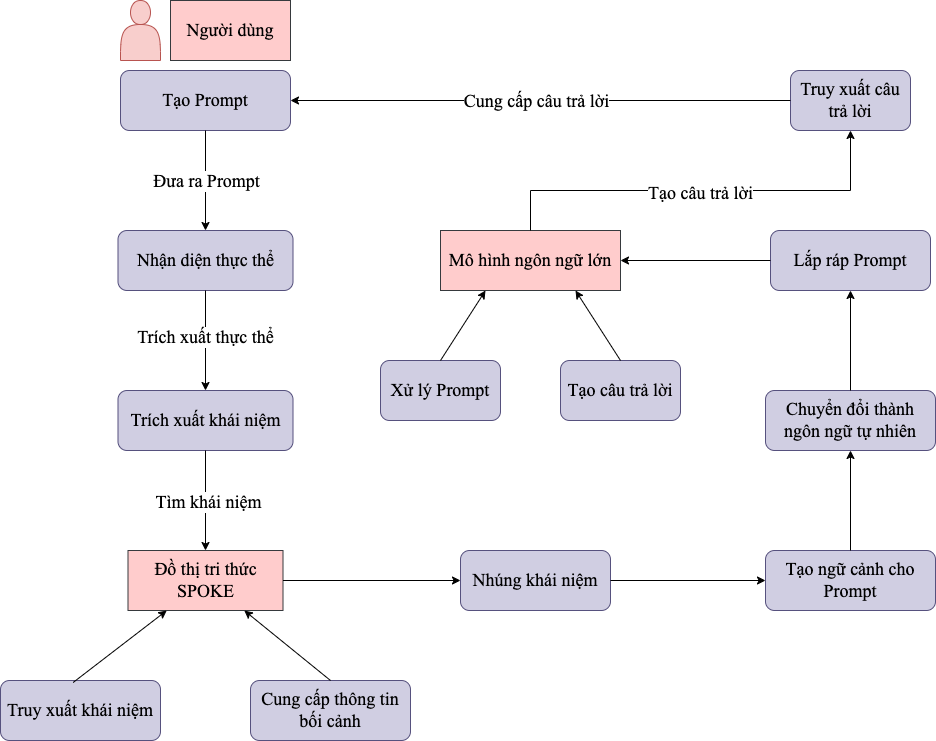 Người dùng
Tạo Prompt
Cung cấp câu trả lời
Truy xuất câu
trả lời
Đưa ra Prompt
Tạo câu trả lời
Nhận diện thực thể
Mô hình ngôn ngữ lớn
Lắp ráp Prompt
Trích xuất thực thể
Xử lý Prompt
Tạo câu trả lời
Trích xuất khái niệm
Chuyển đổi thành
ngôn ngữ tự nhiên
Tìm khái niệm
Đồ thị tri thức
SPOKE
Nhúng khái niệm
Tạo ngữ cảnh cho
Prompt
Truy xuất khái niệm
Cung cấp thông tin
bối cảnh